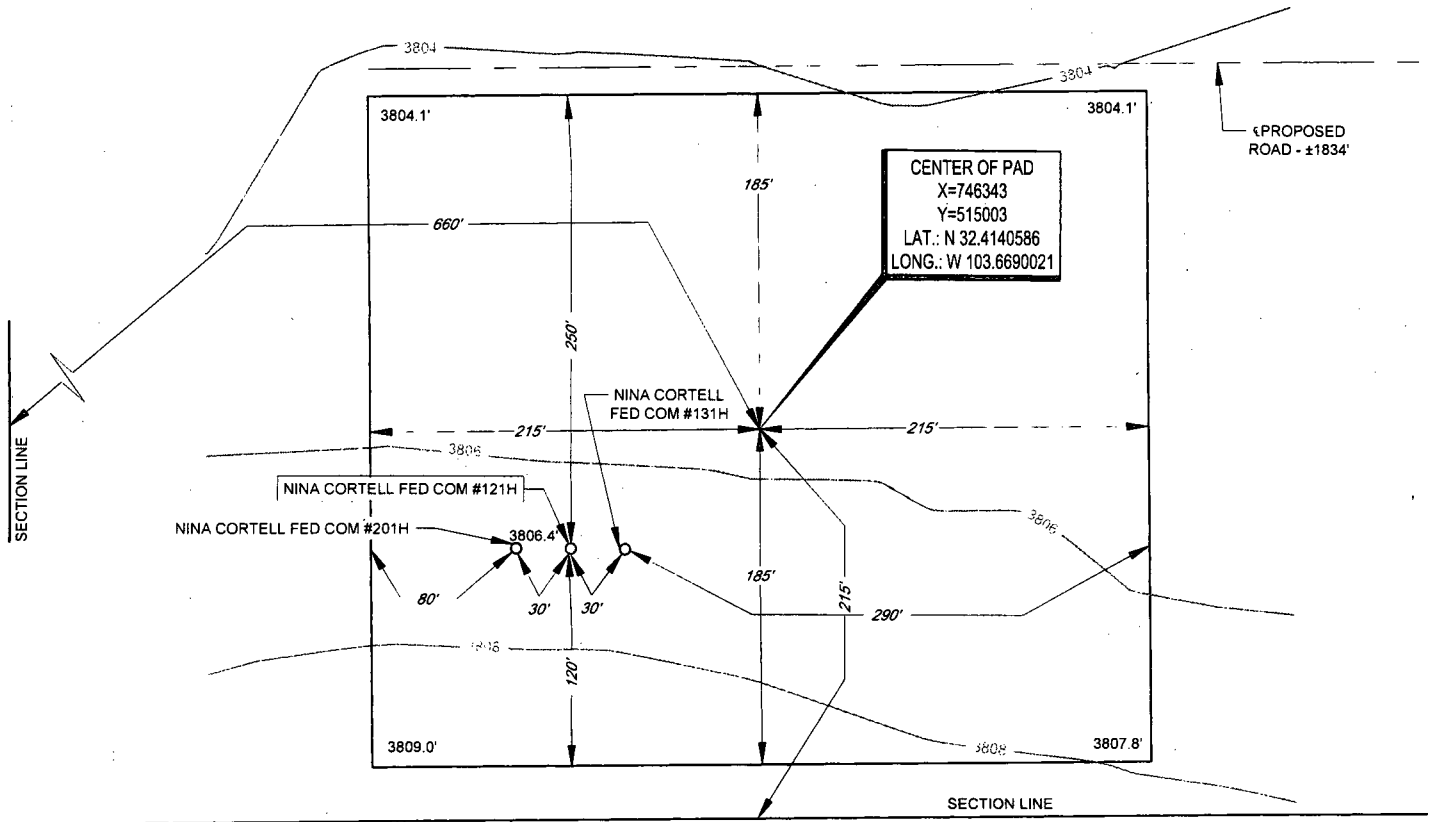 3804
3804
3804.1'
3804.1'
℄PROPOSED
ROAD - ±1834'
CENTER OF PAD
X=746343
Y=515003
LAT.: N 32.4140586
LONG.: W 103.6690021
185'
660'
250'
NINA CORTELL
FED COM #131H
215'
215'
SECTION LINE
3806
NINA CORTELL FED COM #121H
3806
NINA CORTELL FED COM #201H
3806.4'
185'
215'
80'
30'
30'
290'
3808
120'
3809.0'
3808
3807.8'
SECTION LINE